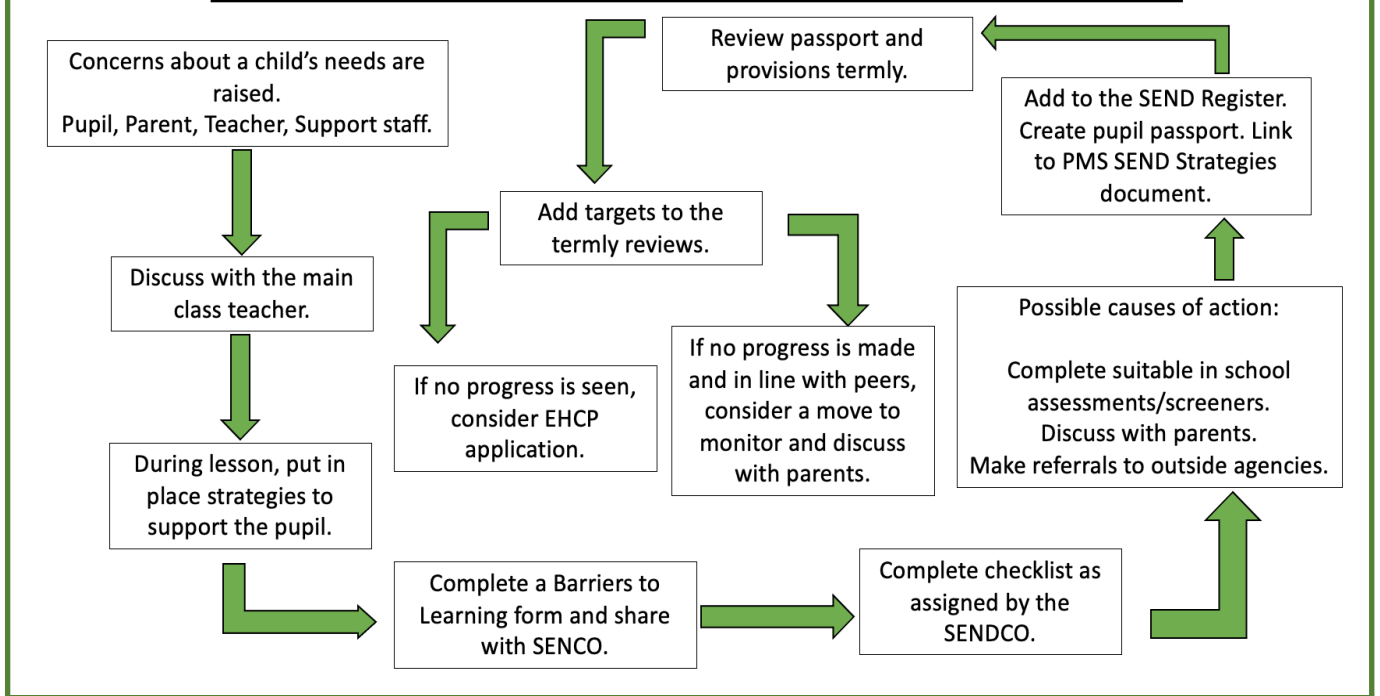 Concerns about a child’s needs are
raised.
Pupil, Parent, Teacher, Support staff.
Discuss with the main
class teacher.
During lesson, put in
place strategies to
support the pupil.
Complete a Barriers to
Learning form and share
with SENCO.
Complete checklist as
assigned by the
SENDCO.
Possible causes of action:
Complete suitable in school
assessments/screeners.
Discuss with parents.
Make referrals to outside agencies.
Add to the SEND Register.
Create pupil passport. Link
to PMS SEND Strategies
document.
Review passport and
provisions termly.
Add targets to the
termly reviews.
If no progress is seen,
consider EHCP
application.
If no progress is made
and in line with peers,
consider a move to
monitor and discuss
with parents.